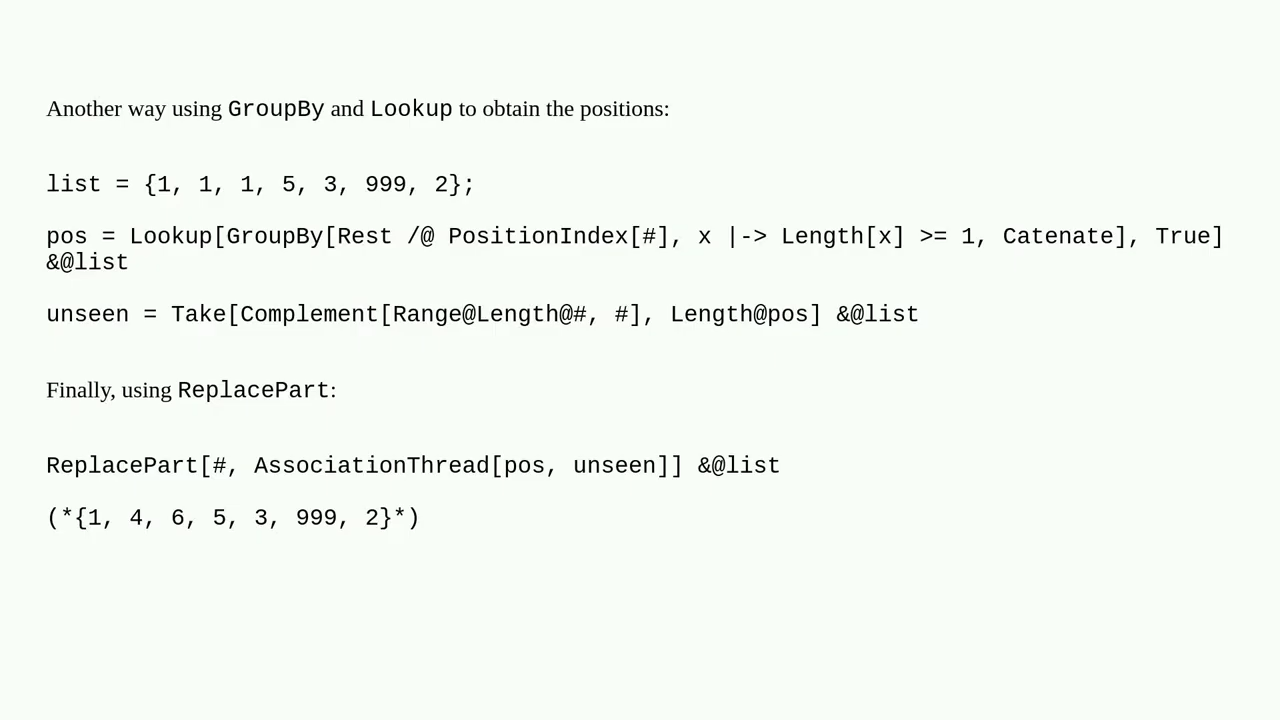 Another way using GroupBy and Lookup to obtain the positions:
list = {1, 1, 1, 5, 3, 999, 2};
pos = Lookup[GroupBy[Rest /@ PositionIndex[#], x |-> Length[x] >= 1, Catenate], True]
&@list
unseen = Take[Complement[Range@Length@#, #], Length@pos] &@list
Finally, using ReplacePart:
ReplacePart[#, AssociationThread[pos, unseen]] &@list
(*{1, 4, 6, 5, 3, 999, 2}*)